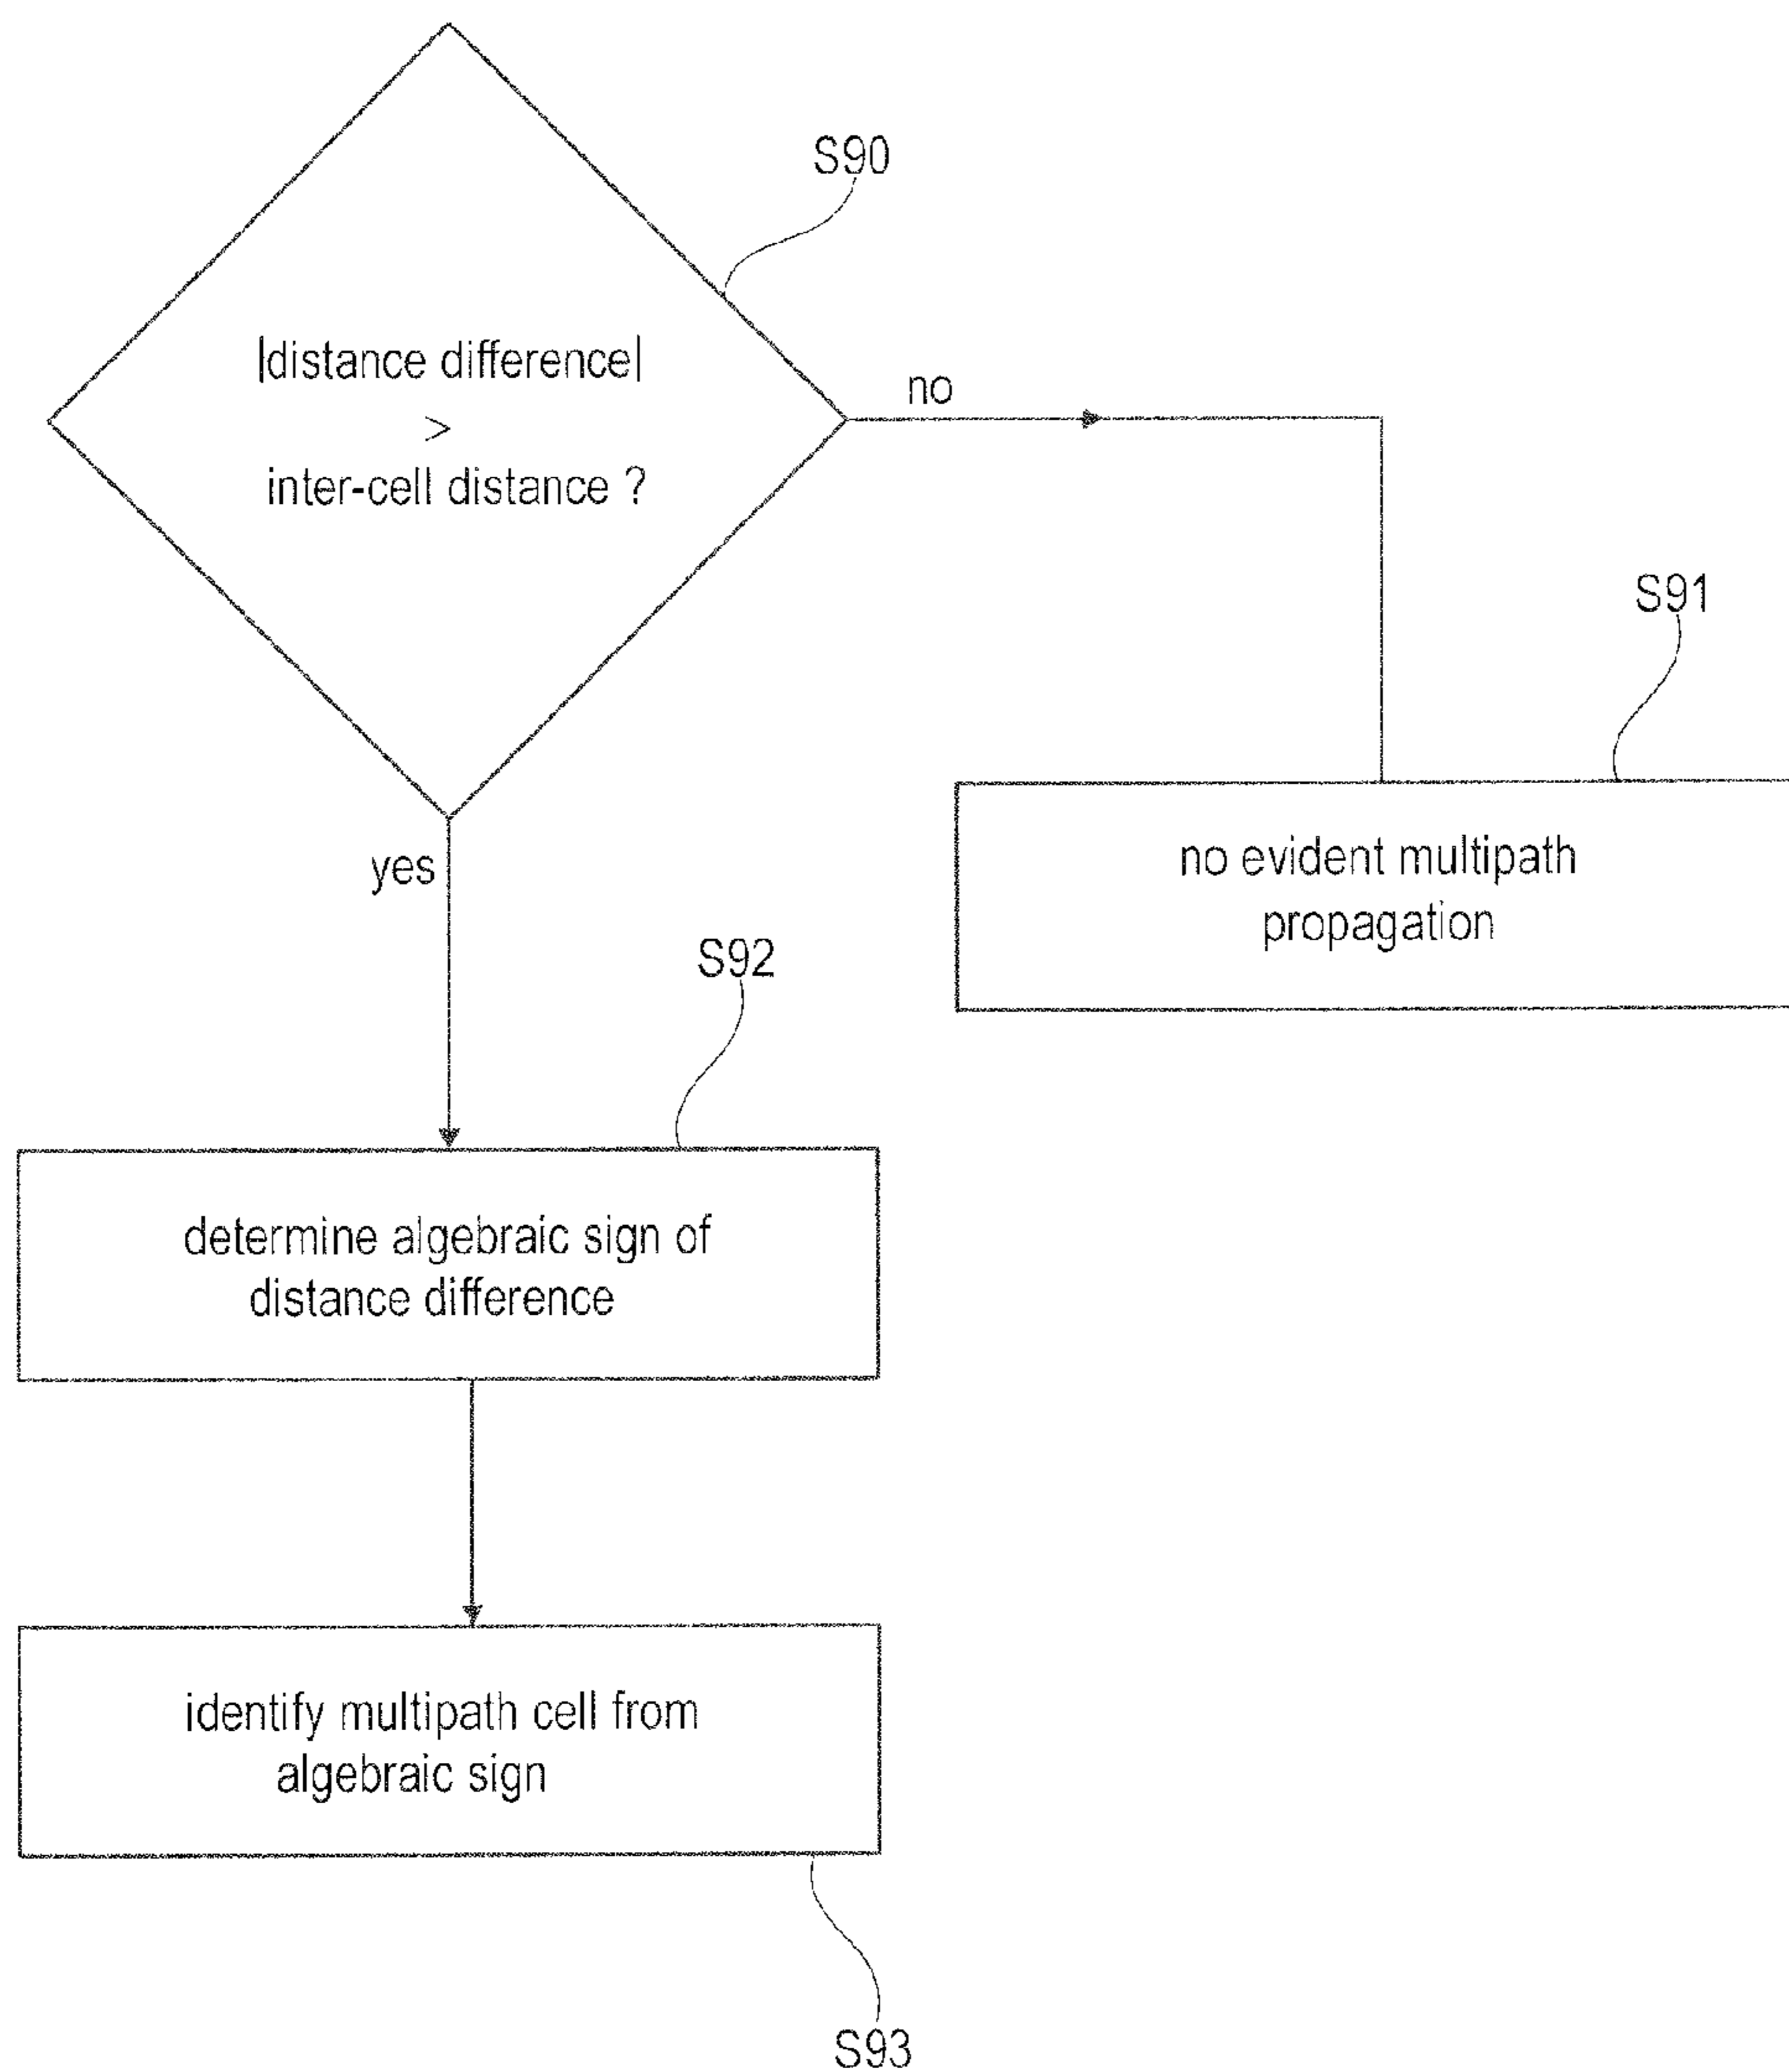 S90
|distance difference|
>
inter-cell distance ?
no
S91
no evident multipath
propagation
yes
S92
determine algebraic sign of
distance difference
identify multipath cell from
algebraic sign
S93